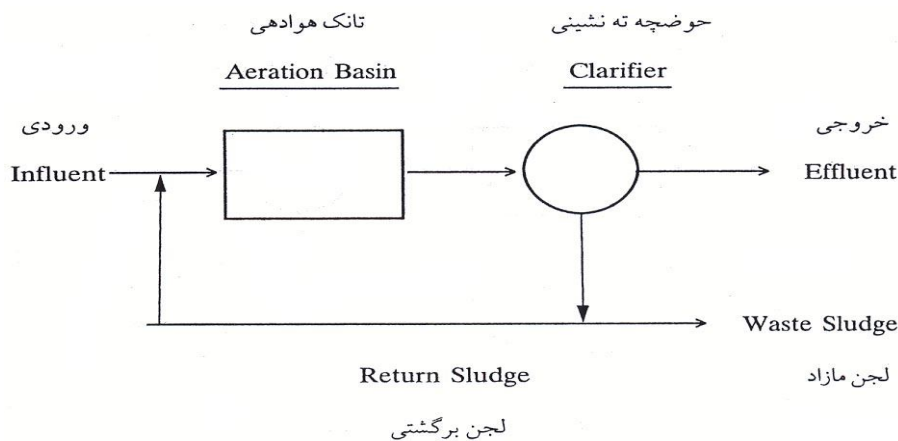 تانک هوادهی
حوضچه ته نشینی
Aeration Basin
Clarifier
ورودی
خروجی
Influent
Effluent
Waste Sludge
Return Sludge
لجن مازاد
لجن برگشتی